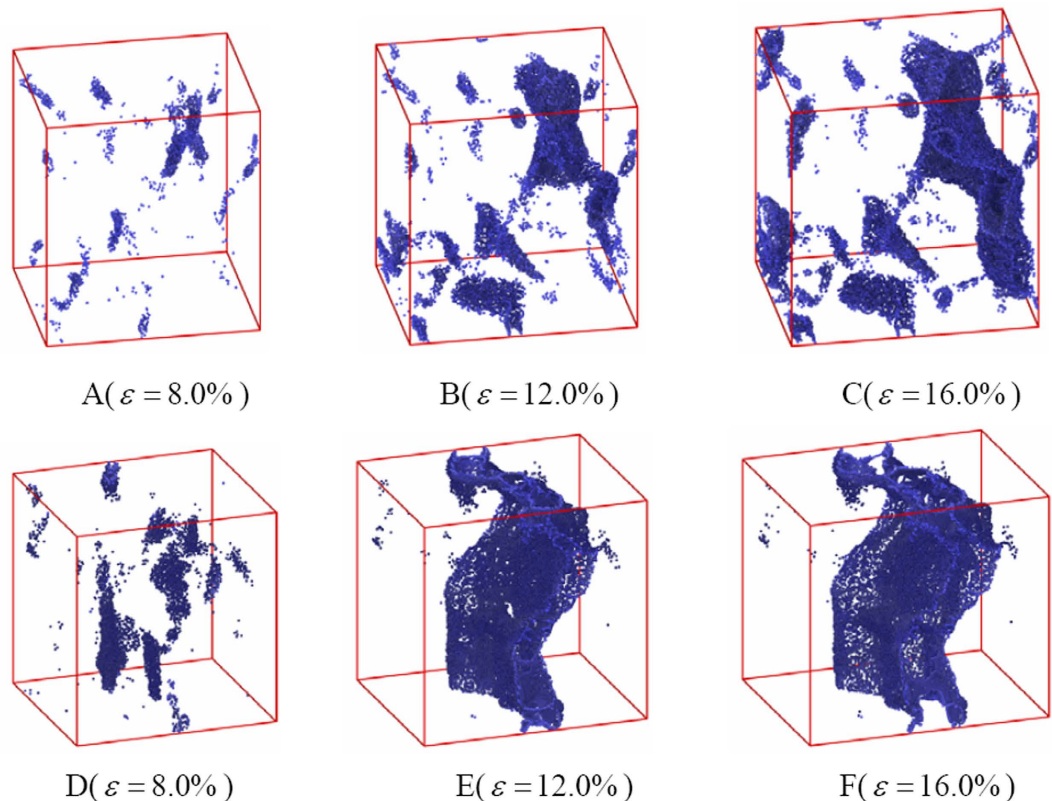 A( ε = 8.0% )
B( ε = 12.0% )
C( ε = 16.0% )
D( ε = 8.0% )
E( ε = 12.0% )
F( ε = 16.0% )